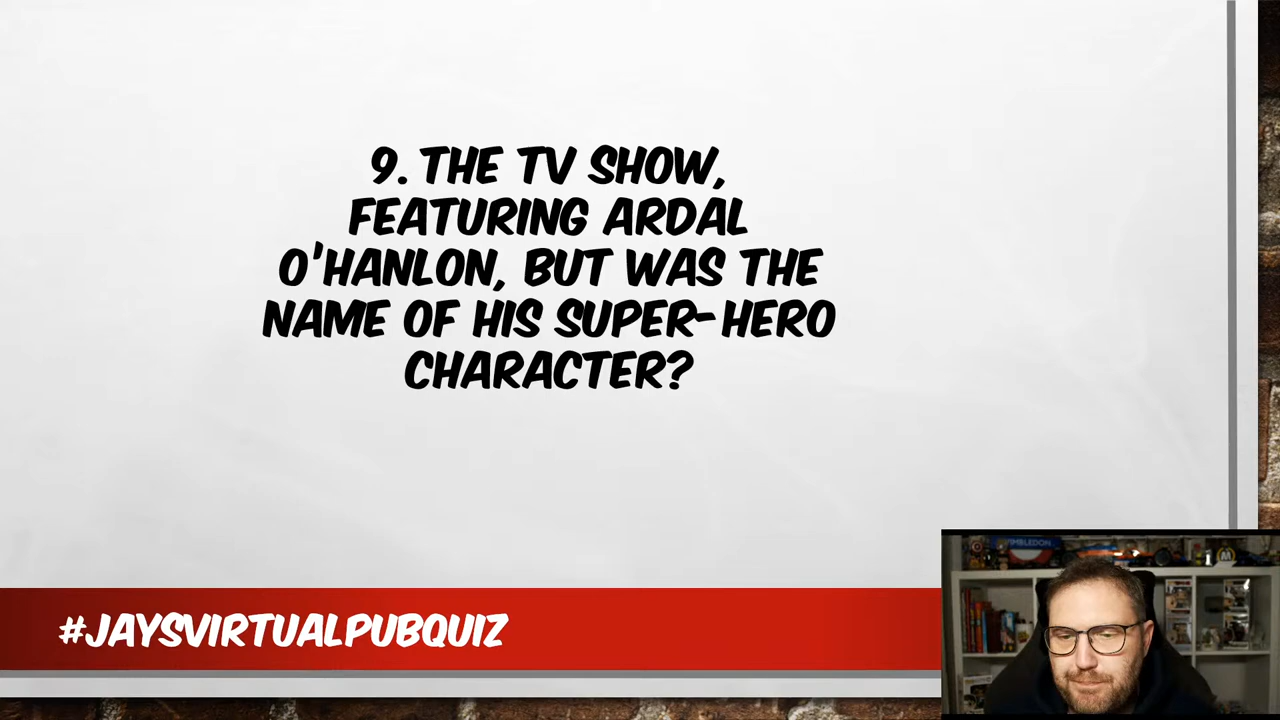 9. THE TV SHOW,
FEATURING ARDAL
O'HANLON, BUT WAS THE
NAME OF HIS SUPER-HERO
CHARACTER?
#JAYSVIRTUALPUBQUIZ